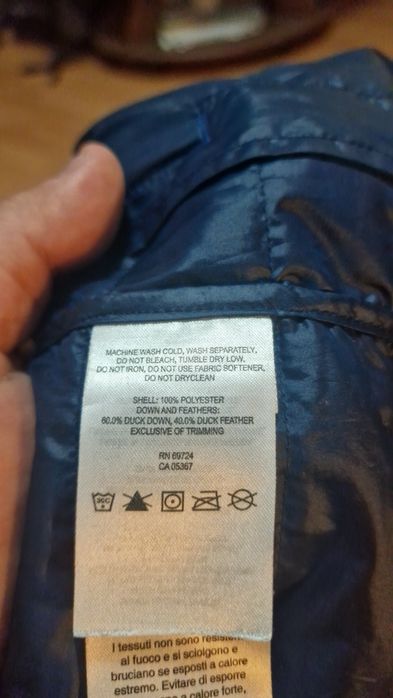 MACHINE WASH COLD, WASH SEPARATELY,
DO NOT BLEACH, TUMBLE DRY LOW,
DO NOT IRON, DO NOT USE FABRIC SOFTENER,
DO NOT DRYCLEAN
SHELL: 100% POLYESTER
DOWN AND FEATHERS:
60.0% DUCK DOWN, 40.0% DUCK FEATHER
EXCLUSIVE OF TRIMMING
RN 69724
CA 05367
30C
I tessuti non sono
al fuoco e si sciolgono e
bruciano se esposti a calore
estremo. Evitare di esporre
a calore forte,